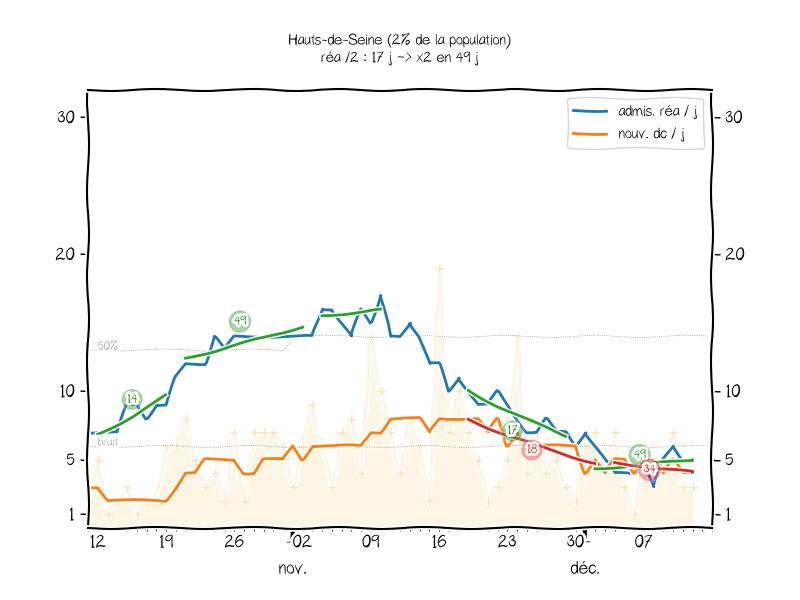 Hauts-de-Seine (2% de la population)
réa /2 : 17 j -> x2 en 49 j
admis. réa / j
nouv. dc / j
30
30
20
20
49
50%
14
10
10
bruit
17
18
49
34
5
5
1
1
12 19 26 02 09 16 23 30 07
nov. déc.